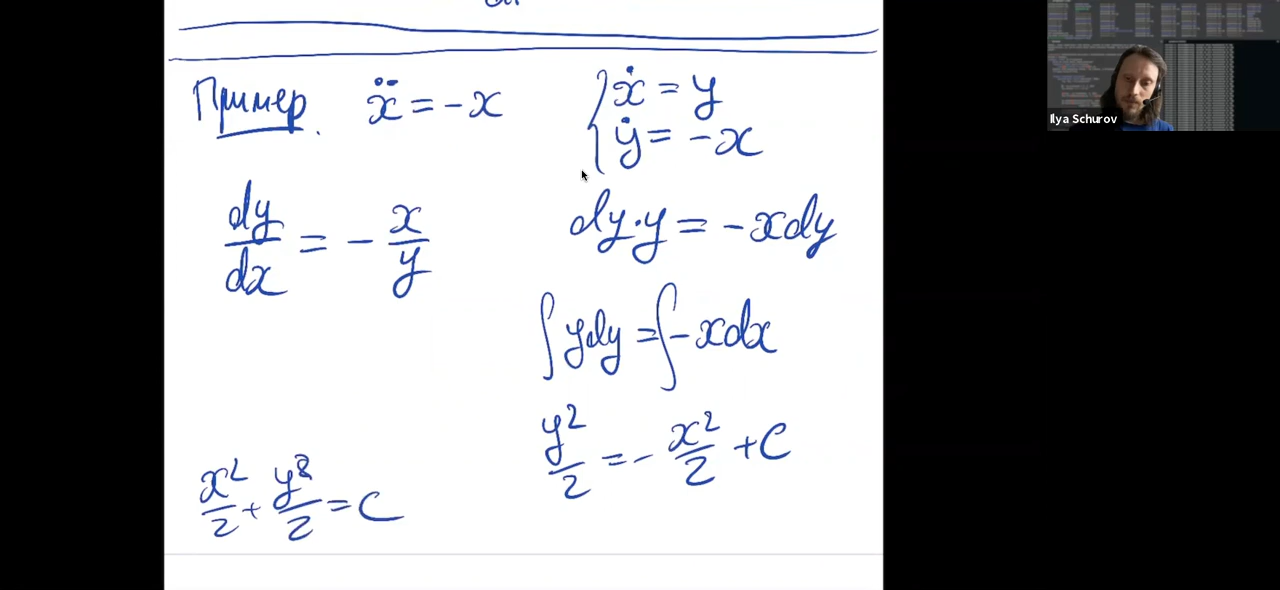 Пример. ẍ = -x
{ẋ = y
ẏ = -x
dy/dx = - x/y
dy·y = -xdy
∫ydy = ∫-xdx
y²/2 = - x²/2 + C
x²/2 + y²/2 = C
Ilya Schurov